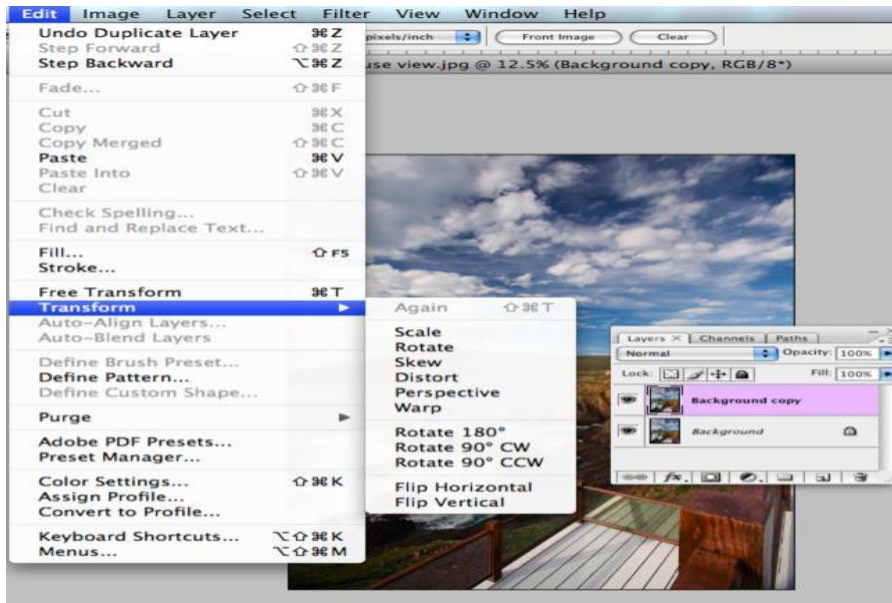 Edit Image Layer Select Filter View Window Help
pixels/inch Front Image Clear
use view.jpg @ 12.5% (Background copy, RGB/8*)
Undo Duplicate Layer ⌘Z
Step Forward ⇧⌘Z
Step Backward ⌥⌘Z
Fade... ⇧⌘F
Cut ⌘X
Copy ⌘C
Copy Merged ⇧⌘C
Paste ⌘V
Paste Into ⇧⌘V
Clear
Check Spelling...
Find and Replace Text...
Fill... ⇧F5
Stroke...
Free Transform ⌘T
Transform
Auto-Align Layers...
Auto-Blend Layers
Define Brush Preset...
Define Pattern...
Define Custom Shape...
Purge
Adobe PDF Presets...
Preset Manager...
Color Settings... ⇧⌘K
Assign Profile...
Convert to Profile...
Keyboard Shortcuts... ⌥⇧⌘K
Menus... ⌥⇧⌘M
Again ⇧⌘T
Scale
Rotate
Skew
Distort
Perspective
Warp
Rotate 180°
Rotate 90° CW
Rotate 90° CCW
Flip Horizontal
Flip Vertical
Layers × Channels Paths
Normal Opacity: 100%
Lock: Fill: 100%
Background copy
Background
fx.